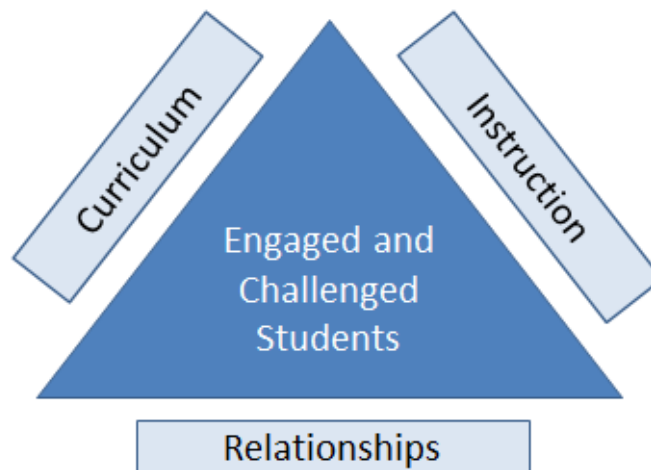 Curriculum
Instruction
Engaged and
Challenged
Students
Relationships